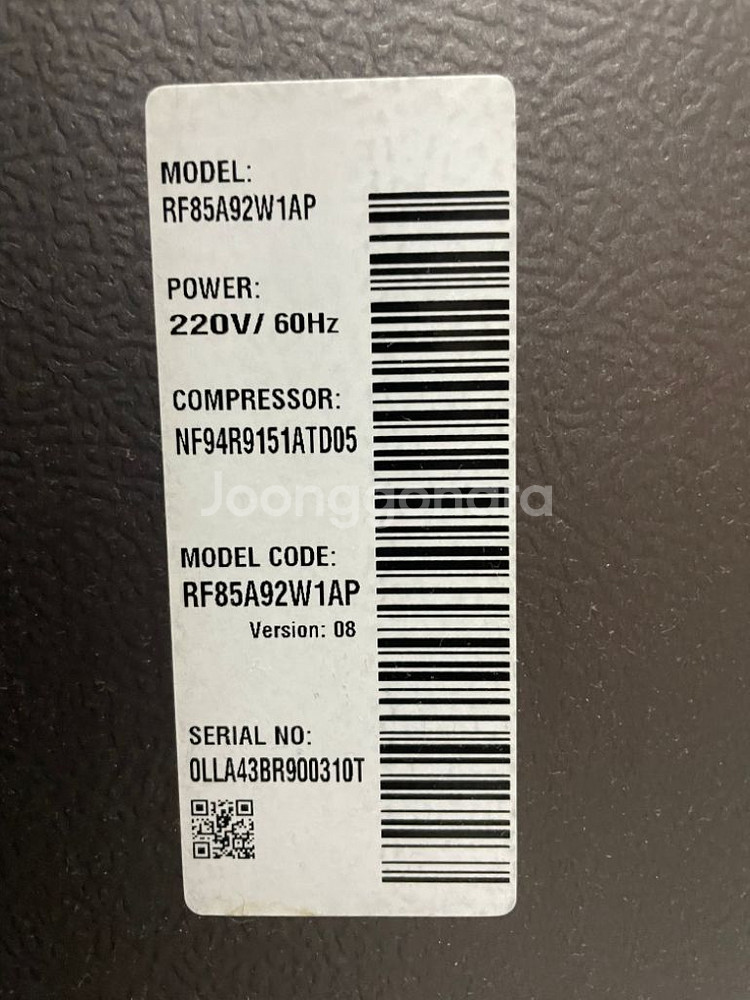 MODEL:
RF85A92W1AP
POWER:
220V/ 60Hz
COMPRESSOR:
NF94R9151ATD05
Joonggonara
MODEL CODE:
RF85A92W1AP
Version: 08
SERIAL NO:
0LLA43BR900310T